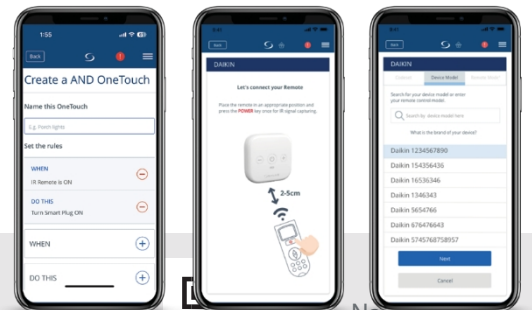 1:55
Back
Create a AND OneTouch
Name this OneTouch
E.g. Porch lights
Set the rules
WHEN
IR Remote is ON
DO THIS
Turn Smart Plug ON
WHEN
DO THIS
Back
DAIKIN
Let's connect your Remote
Place the remote in an appropriate position and
press the POWER key once for IR signal capturing.
2-5cm
Back
DAIKIN
Device Model
Search for your device model or enter
your remote control model.
Search by device model here
What is the brand of your device?
Daikin 1234567890
Daikin 154356436
Daikin 16536346
Daikin 1346343
Daikin 5654766
Daikin 676476643
Daikin 5745768758957
Next
Cancel